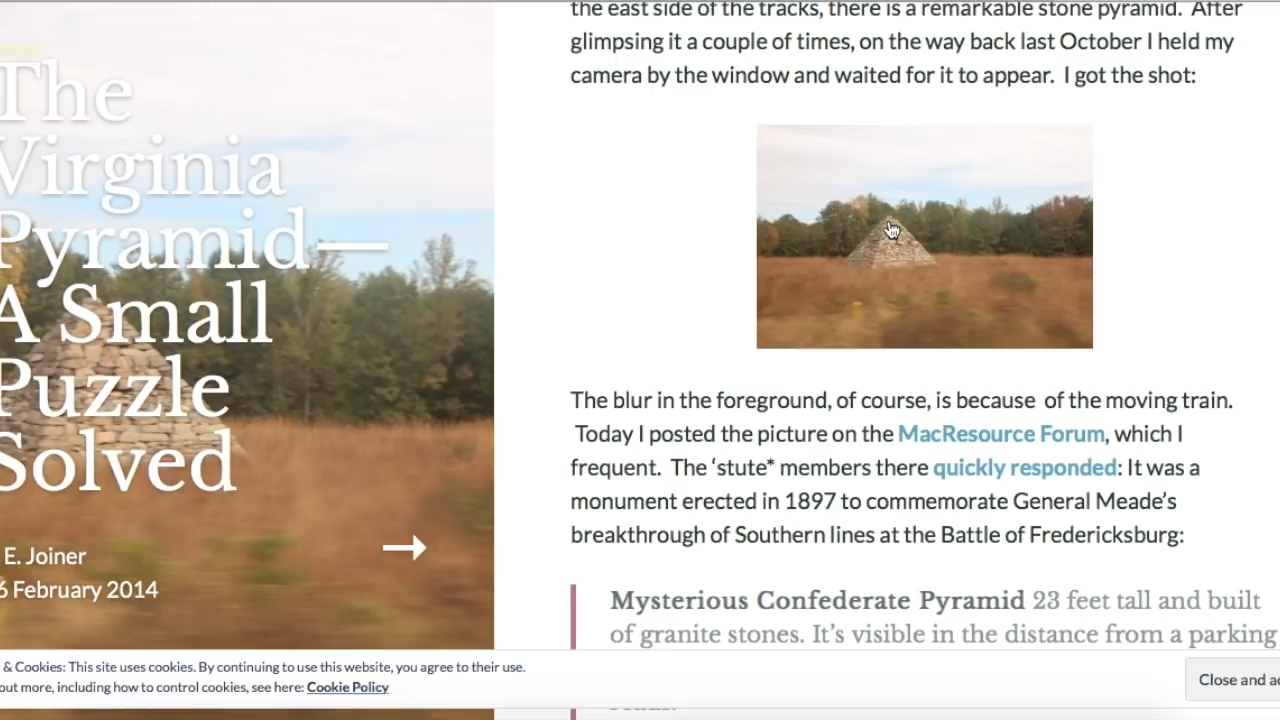 The
Virginia
Pyramid—
A Small
Puzzle
Solved
E. Joiner
6 February 2014
the east side of the tracks, there is a remarkable stone pyramid. After
glimpsing it a couple of times, on the way back last October I held my
camera by the window and waited for it to appear. I got the shot:
The blur in the foreground, of course, is because of the moving train.
Today I posted the picture on the MacResource Forum, which I
frequent. The ‘stute* members there quickly responded: It was a
monument erected in 1897 to commemorate General Meade’s
breakthrough of Southern lines at the Battle of Fredericksburg:
Mysterious Confederate Pyramid 23 feet tall and built
of granite stones. It’s visible in the distance from a parking
& Cookies: This site uses cookies. By continuing to use this website, you agree to their use.
out more, including how to control cookies, see here: Cookie Policy
Close and ac